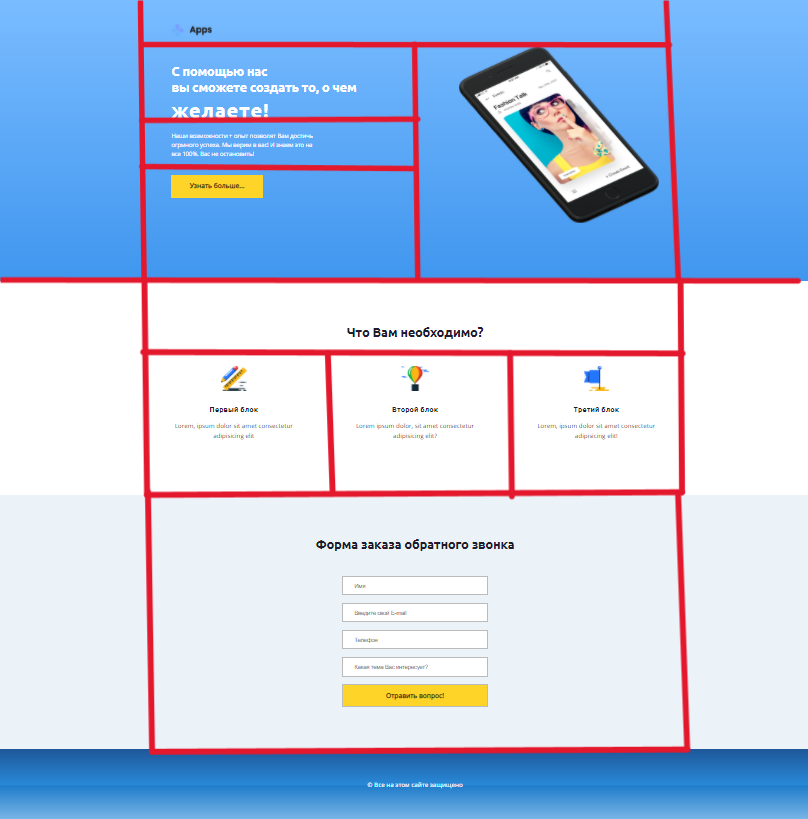 Apps
С помощью нас
вы сможете создать то, о чем
желаете!
Наши возможности + опыт позволят Вам достичь
огрмного успеха. Мы верим в вас! И знаем это не
все 100%. Вас не остановить!
Узнать больше...
Fashion Talk
+ Create Event
Что Вам необходимо?
Первый блок
Второй блок
Третий блок
Lorem, ipsum dolor sit amet consectetur
adipisicing elit
Lorem ipsum dolor, sit amet consectetur
adipisicing elit?
Lorem ipsum dolor, sit amet consectetur
adipisicing elit!
Форма заказа обратного звонка
Имя
Введите свой E-mail
Телефон
Какая тема Вас интересует?
Отравить вопрос!
© Все на этом сайте защищено